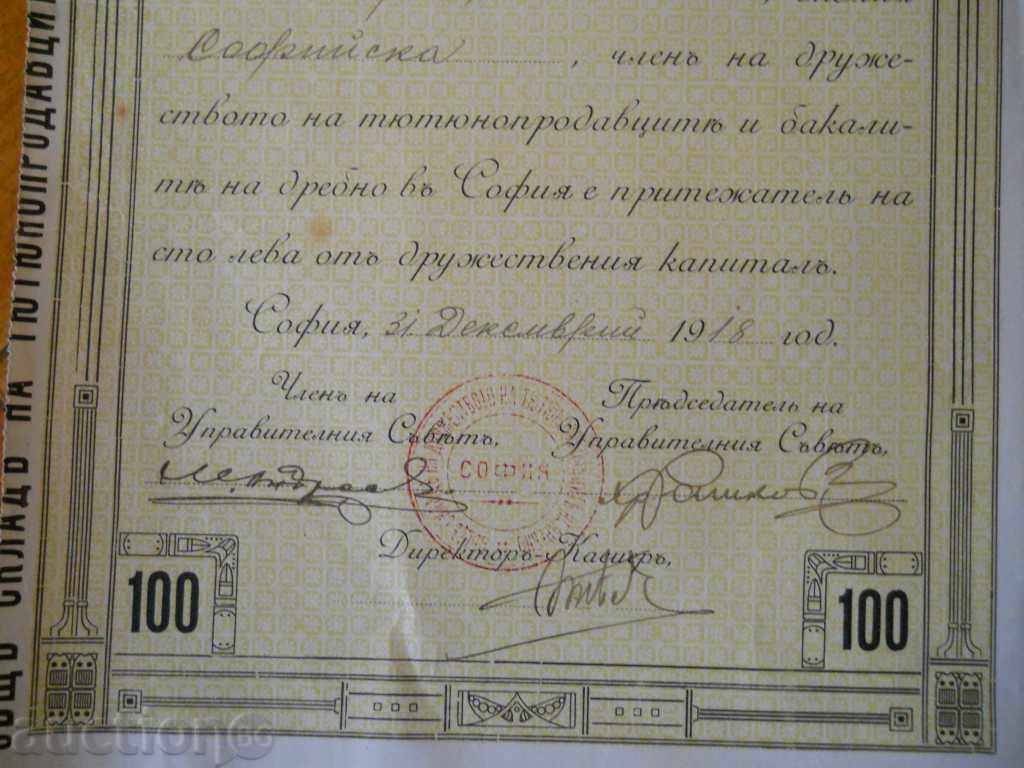 Софийска, членъ на друже-
ството на тютюнопродавцитѣ и бакали-
тѣ на дребно въ София е притежатель на
сто лева отъ дружествения капиталъ.
София, 31 Декемврий 1918 год.
Членъ на
Управителния Съвѣтъ,
Прѣдседатель на
Управителния Съвѣтъ,
СОФИЯ
Директоръ-Касиеръ,
100
100
СКЛАДЪ НА ТЮТЮНОПРОДАВЦИТ
auction66